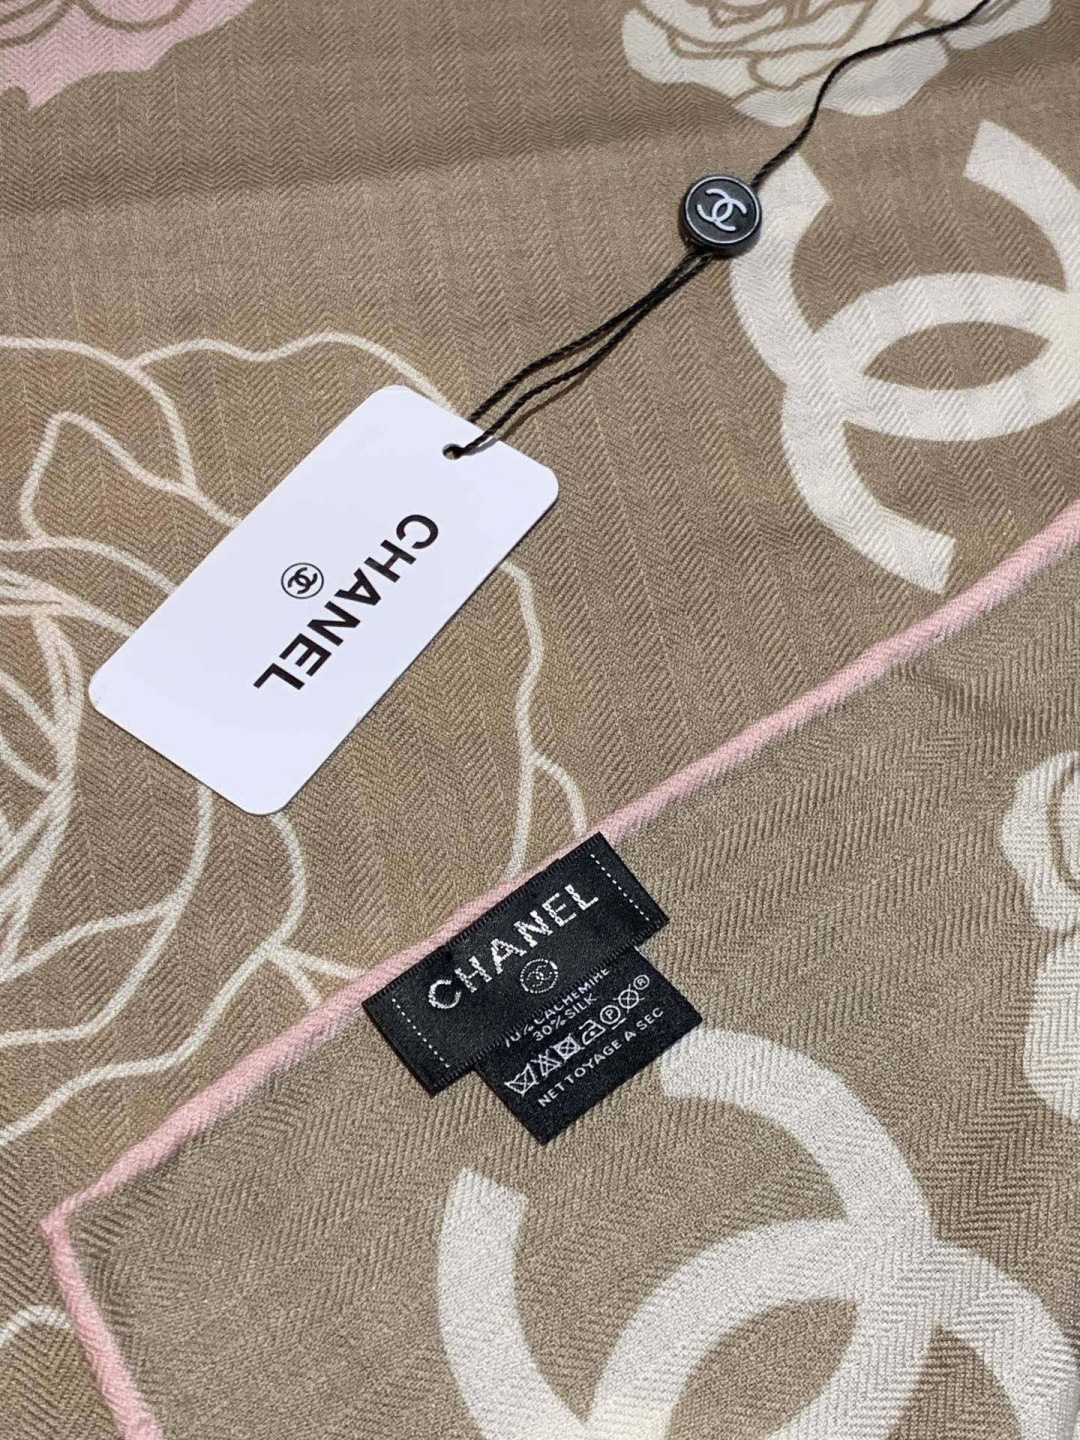 CHANEL
CHANEL
30% SILK
NETTOYAGE A SEC